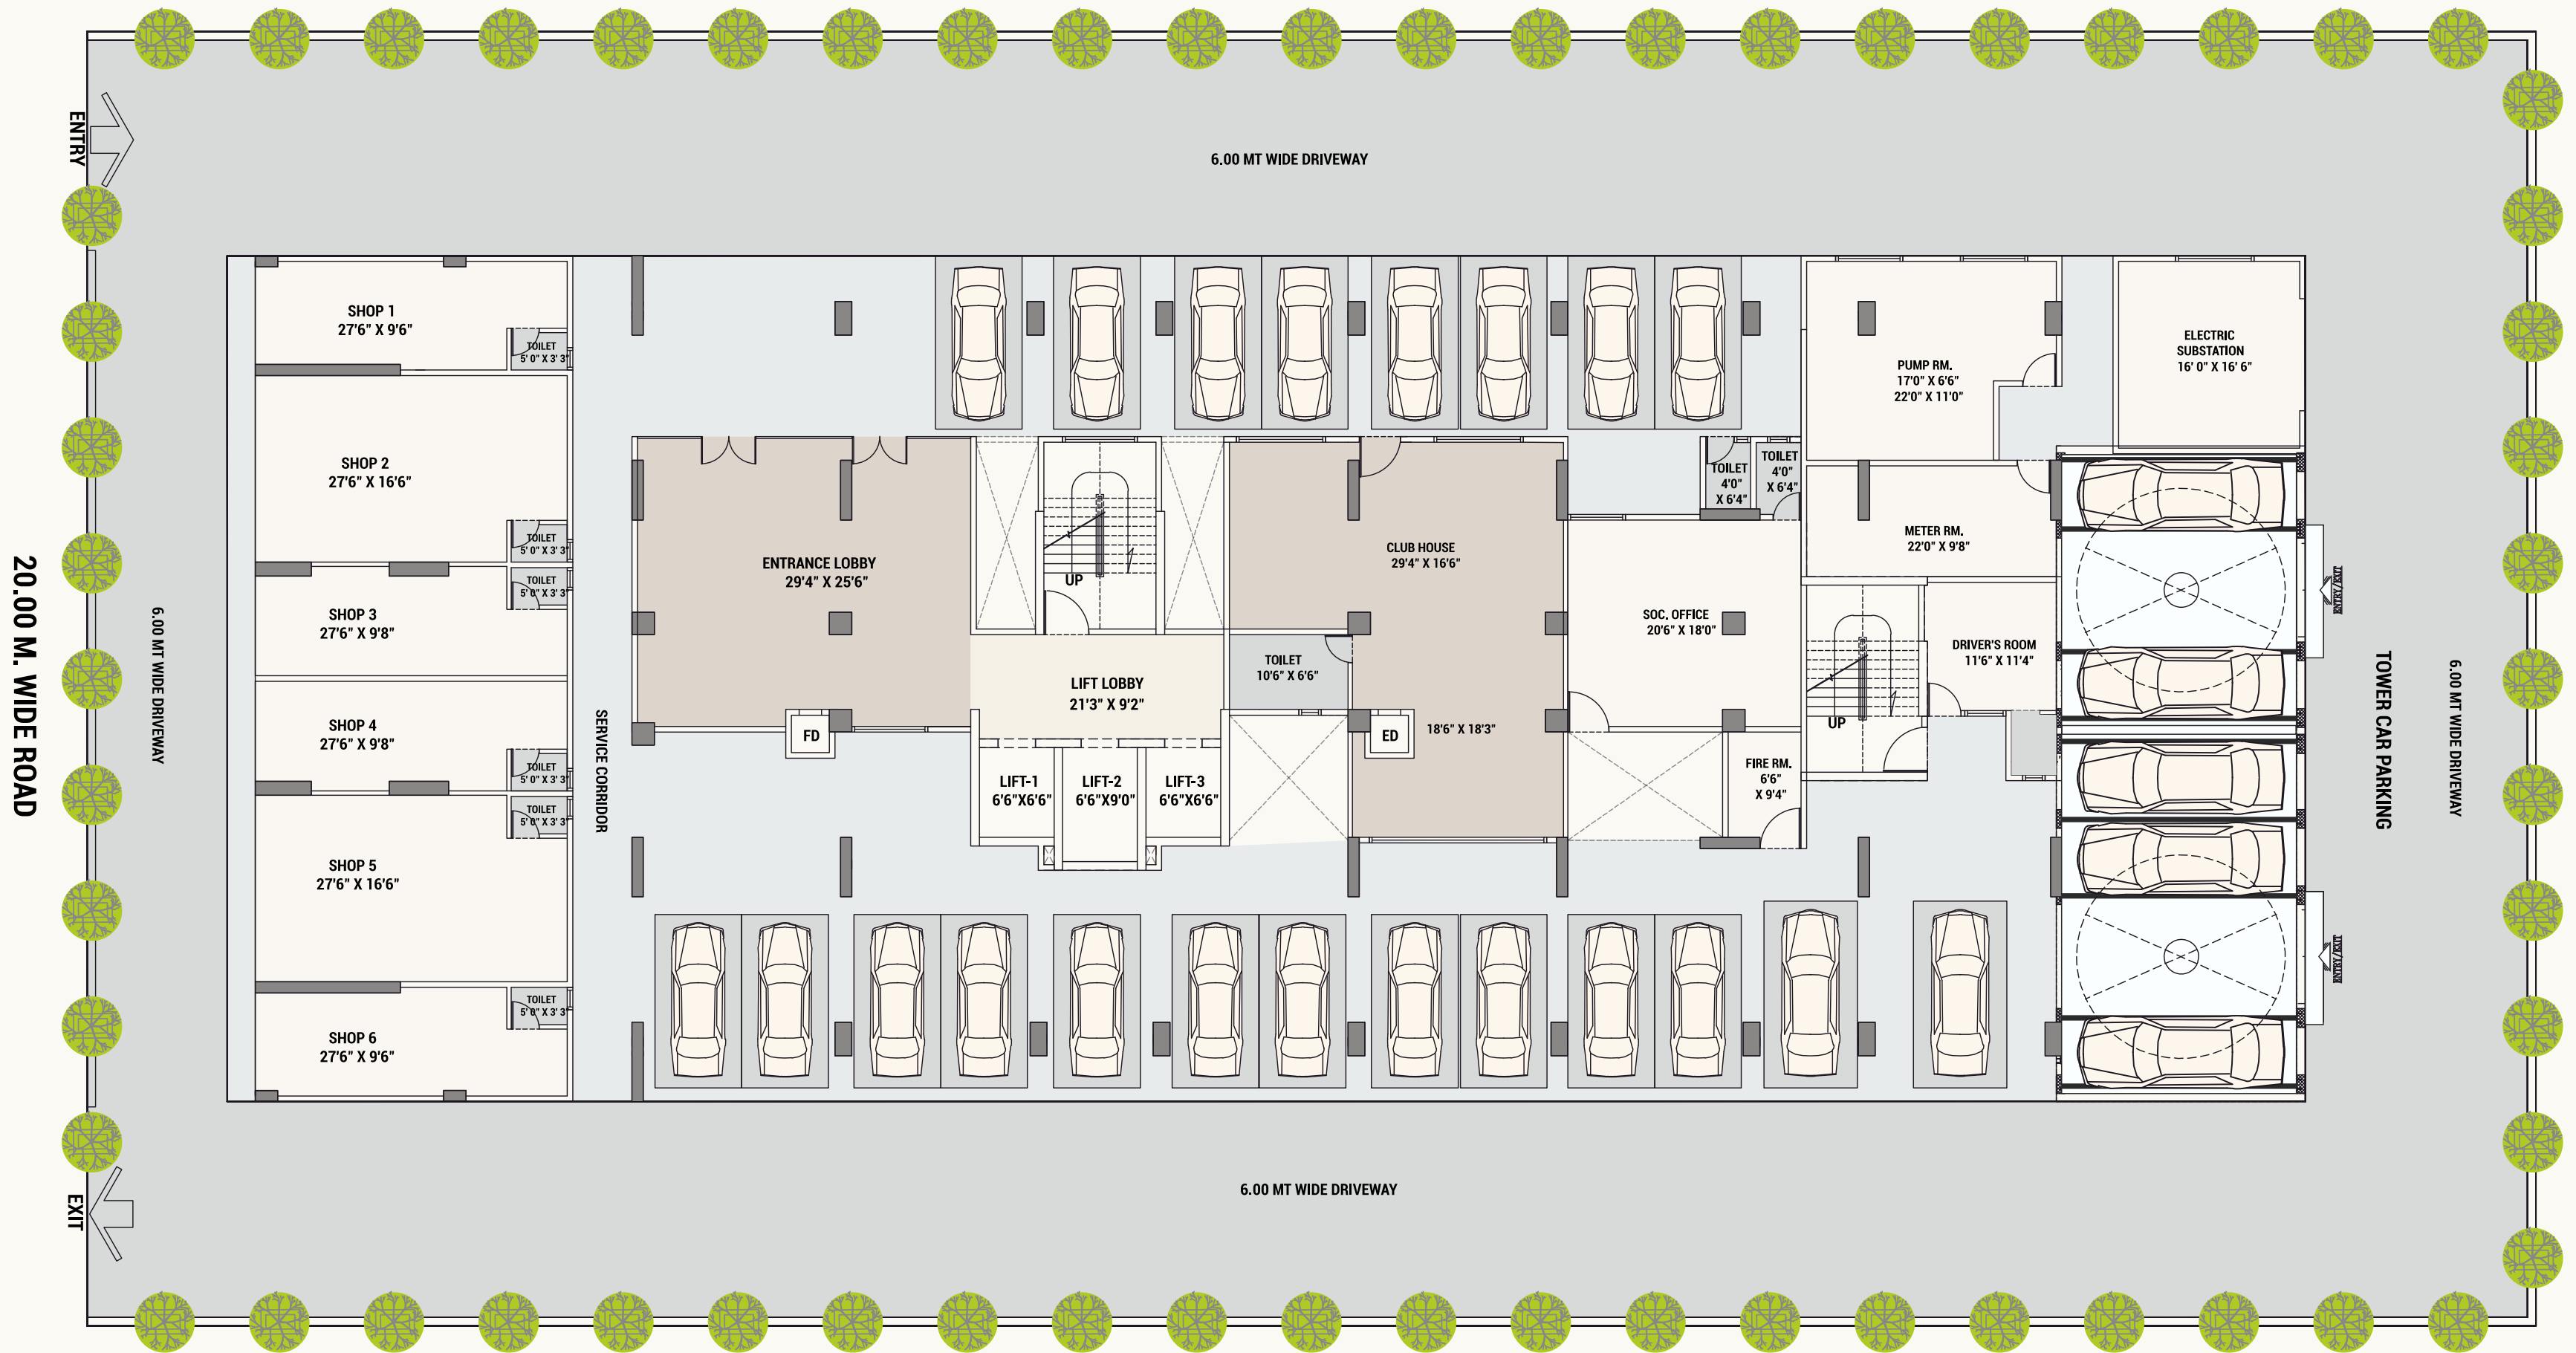 ENTRY
6.00 MT WIDE DRIVEWAY
20.00 M. WIDE ROAD
6.00 MT WIDE DRIVEWAY
SHOP 1
27'6" X 9'6"
TOILET
5' 0" X 3' 3"
SHOP 2
27'6" X 16'6"
TOILET
5' 0" X 3' 3"
SHOP 3
27'6" X 9'8"
TOILET
5' 0" X 3' 3"
SHOP 4
27'6" X 9'8"
TOILET
5' 0" X 3' 3"
SHOP 5
27'6" X 16'6"
TOILET
5' 0" X 3' 3"
SHOP 6
27'6" X 9'6"
TOILET
5' 0" X 3' 3"
SERVICE CORRIDOR
ENTRANCE LOBBY
29'4" X 25'6"
FD
UP
LIFT LOBBY
21'3" X 9'2"
LIFT-1
6'6"X6'6"
LIFT-2
6'6"X9'0"
LIFT-3
6'6"X6'6"
CLUB HOUSE
29'4" X 16'6"
TOILET
10'6" X 6'6"
ED
18'6" X 18'3"
TOILET
4'0"
X 6'4"
TOILET
4'0"
X 6'4"
SOC. OFFICE
20'6" X 18'0"
FIRE RM.
6'6"
X 9'4"
PUMP RM.
17'0" X 6'6"
22'0" X 11'0"
METER RM.
22'0" X 9'8"
DRIVER'S ROOM
11'6" X 11'4"
UP
ELECTRIC
SUBSTATION
16' 0" X 16' 6"
ENTRY/EXIT
ENTRY/EXIT
TOWER CAR PARKING
6.00 MT WIDE DRIVEWAY
6.00 MT WIDE DRIVEWAY
EXIT